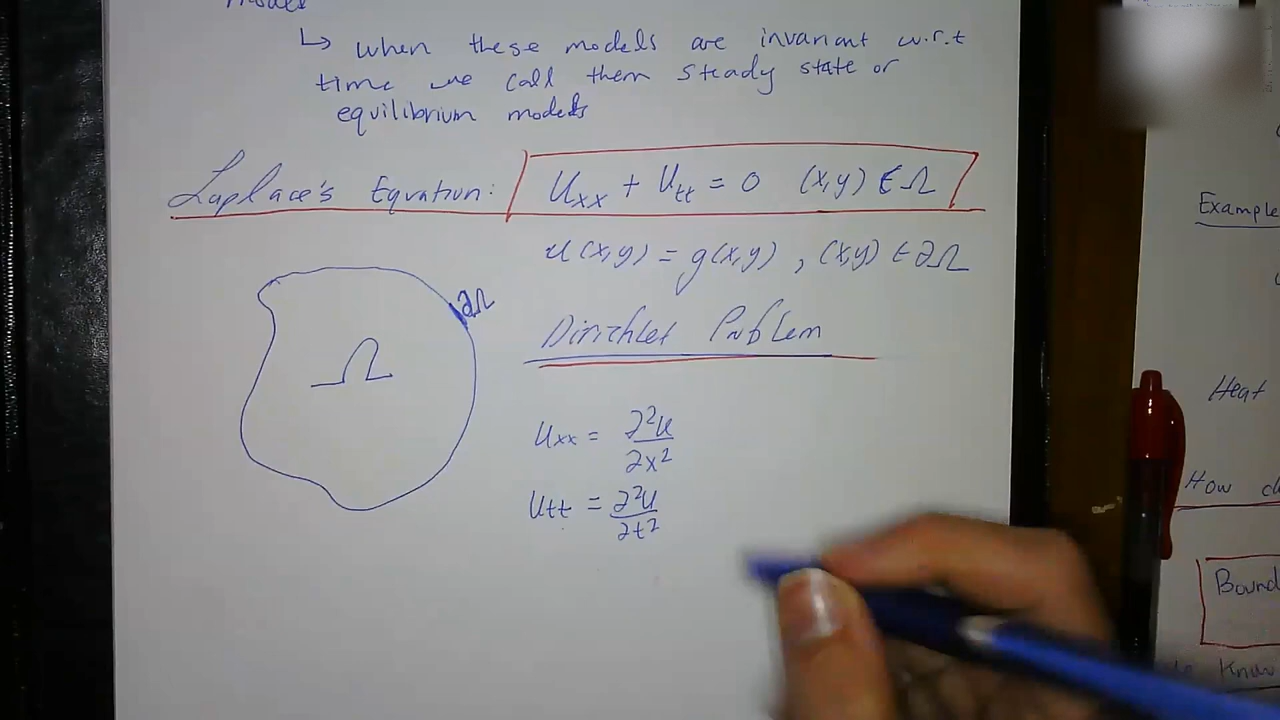 ↳ when these models are invariant w.r.t
time we call them steady state or
equilibrium models
Laplace's Equation: Uxx + Utt = 0 (x,y) ∈ Ω
u(x,y) = g(x,y) , (x,y) ∈ ∂Ω
∂Ω
Dirichlet Problem
Ω
Uxx = ∂²u/∂x²
Utt = ∂²u/∂t²
Example
Heat
How
Bound
Know